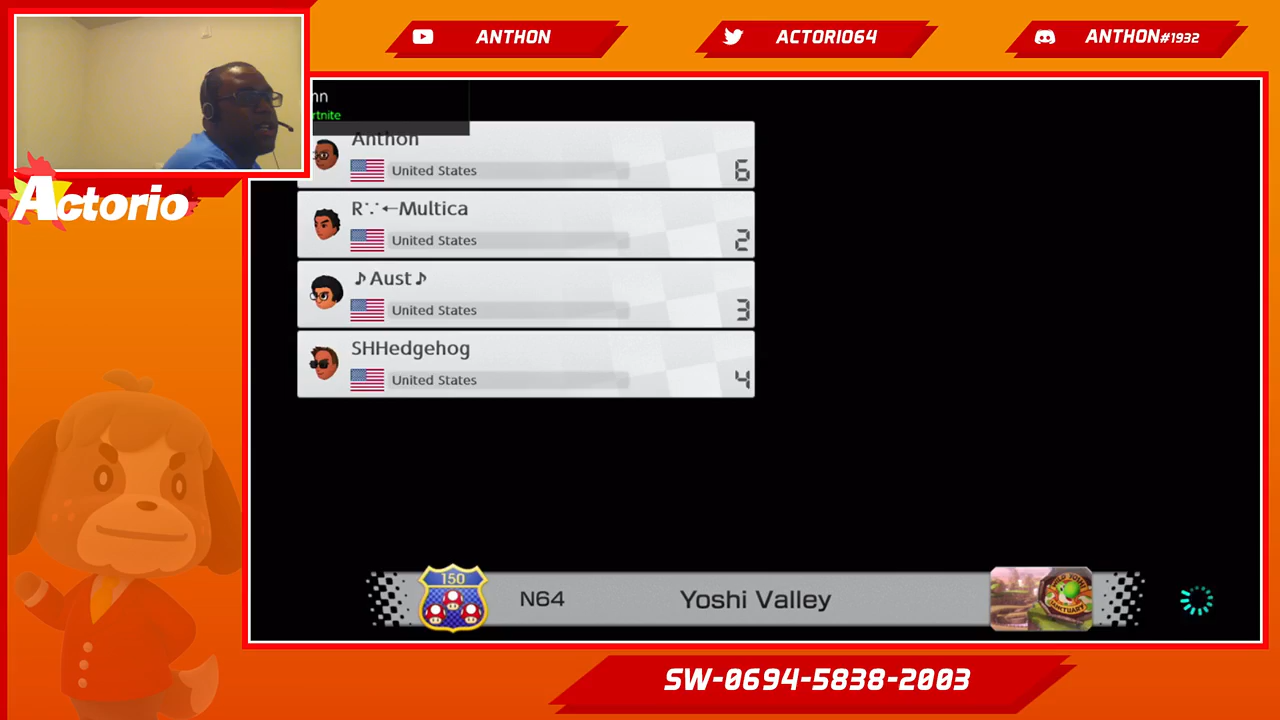 ANTHON
ACTORIO64
ANTHON#1932
Actorio
Anthon
United States
6
R∵←Multica
United States
2
♪Aust♪
United States
3
SHHedgehog
United States
4
150
N64
Yoshi Valley
SANCTUARY
SW-0694-5838-2003